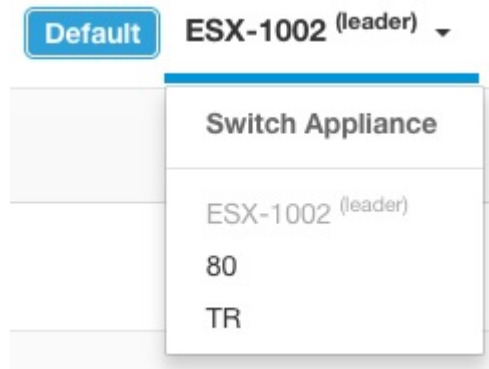 Default ESX-1002 (leader)
Switch Appliance
ESX-1002 (leader)
80
TR